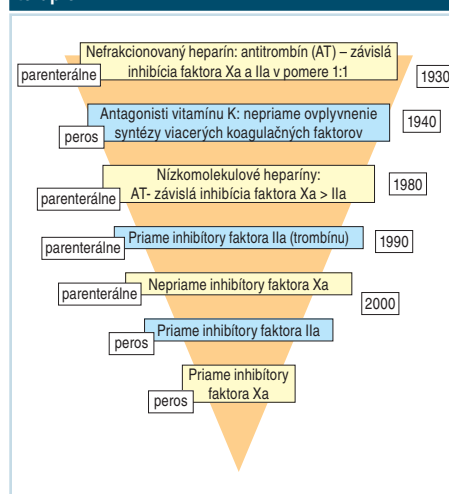 Nefrakcionovaný heparín: antitrombín (AT) – závislá
inhibícia faktora Xa a IIa v pomere 1:1
parenterálne
1930
Antagonisti vitamínu K: nepriame ovplyvnenie
syntézy viacerých koagulačných faktorov
peros
1940
Nízkomolekulové heparíny:
AT- závislá inhibícia faktora Xa > IIa
parenterálne
1980
Priame inhibítory faktora IIa (trombínu)
parenterálne
1990
Nepriame inhibítory faktora Xa
parenterálne
2000
Priame inhibítory faktora IIa
peros
Priame inhibítory
faktora Xa
peros